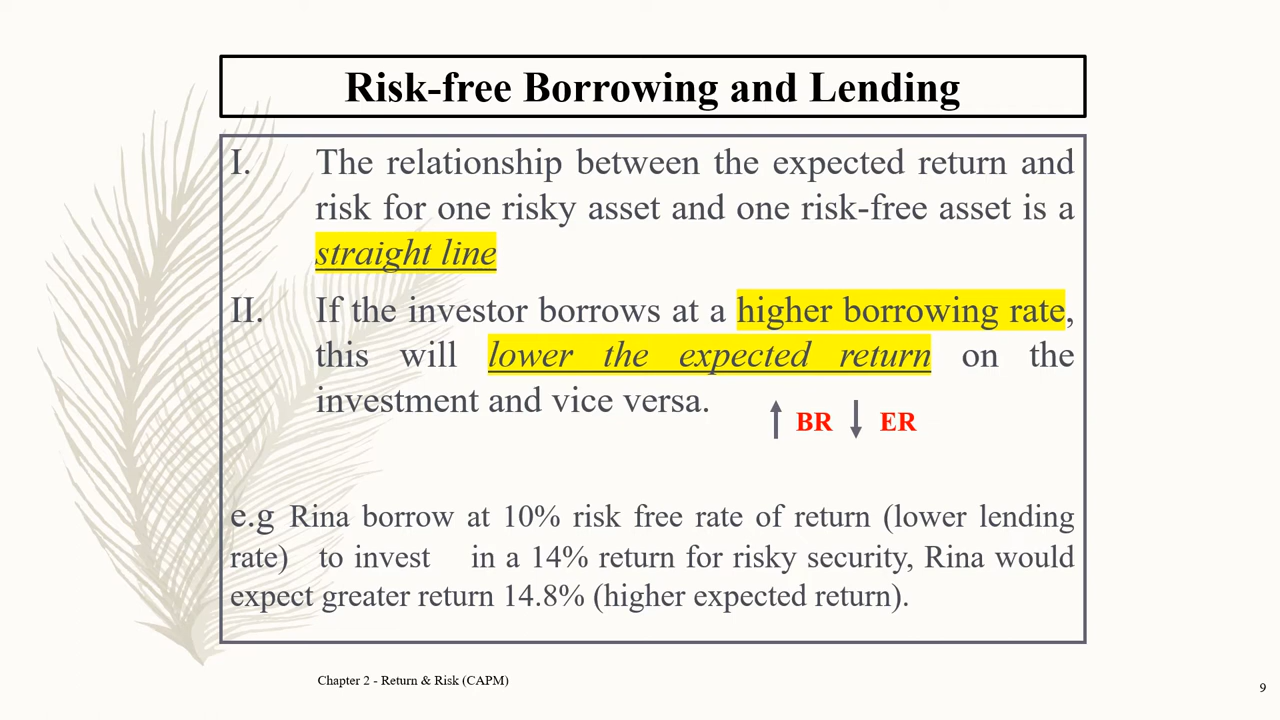 Risk-free Borrowing and Lending
I. The relationship between the expected return and
risk for one risky asset and one risk-free asset is a
straight line
II. If the investor borrows at a higher borrowing rate,
this will lower the expected return on the
investment and vice versa.
BR ER
e.g Rina borrow at 10% risk free rate of return (lower lending
rate) to invest in a 14% return for risky security, Rina would
expect greater return 14.8% (higher expected return).
Chapter 2 - Return & Risk (CAPM)
9